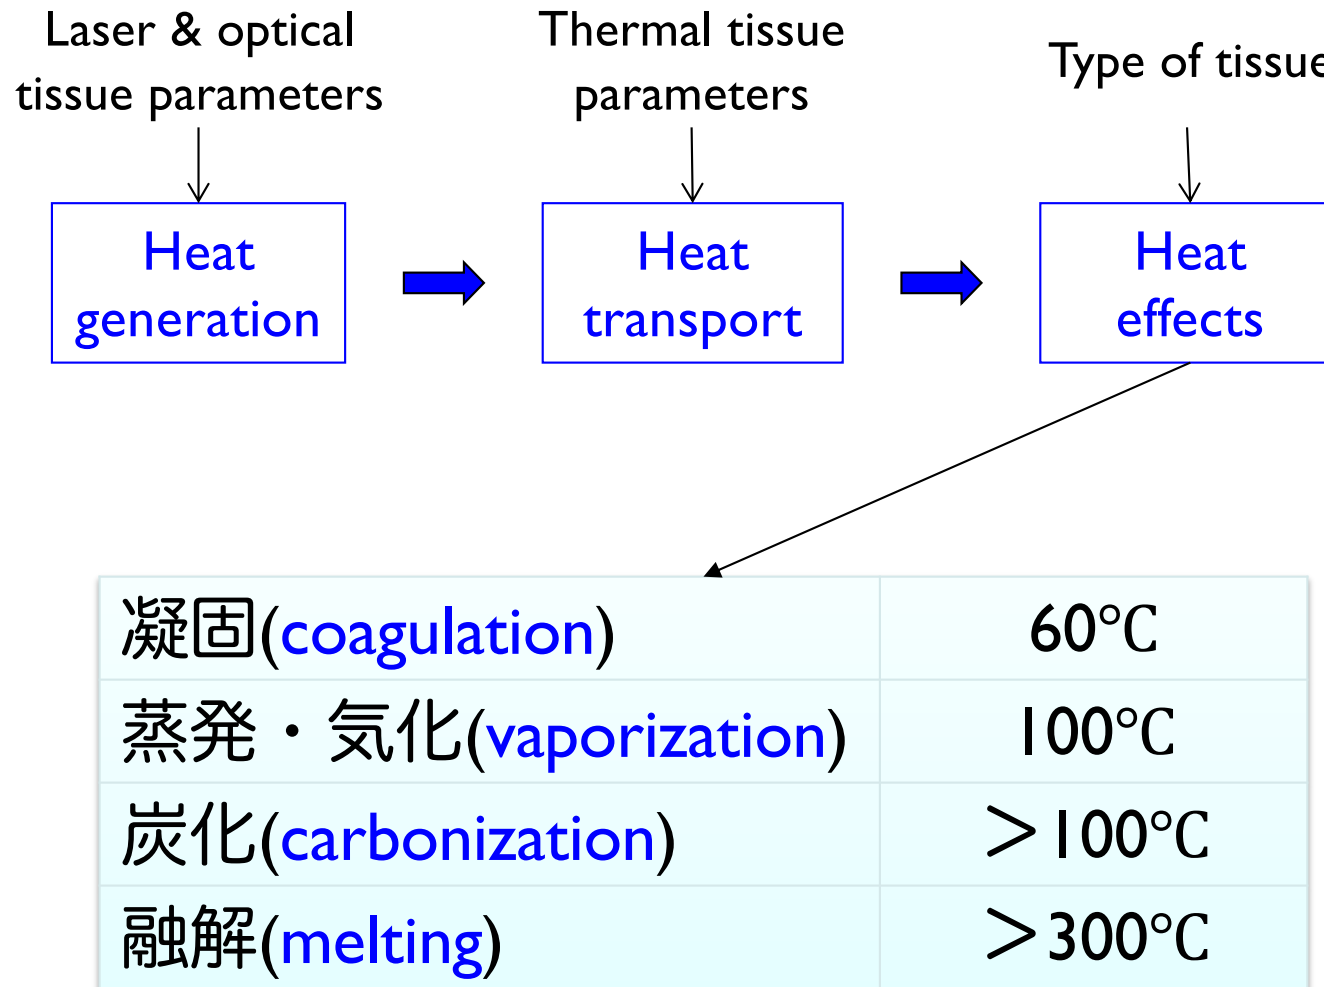 Laser & optical
tissue parameters
Thermal tissue
parameters
Type of tissue
Heat
generation
Heat
transport
Heat
effects
凝固(coagulation) 60°C
蒸発・気化(vaporization) 100°C
炭化(carbonization) >100°C
融解(melting) >300°C